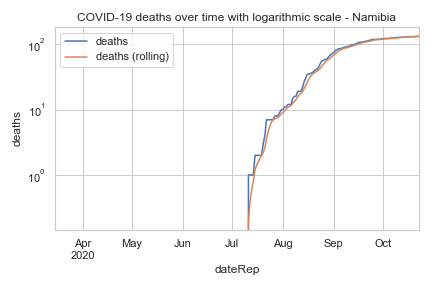 COVID-19 deaths over time with logarithmic scale - Namibia
deaths
deaths (rolling)
10²
10¹
10⁰
deaths
Apr
2020
May
Jun
Jul
Aug
Sep
Oct
dateRep